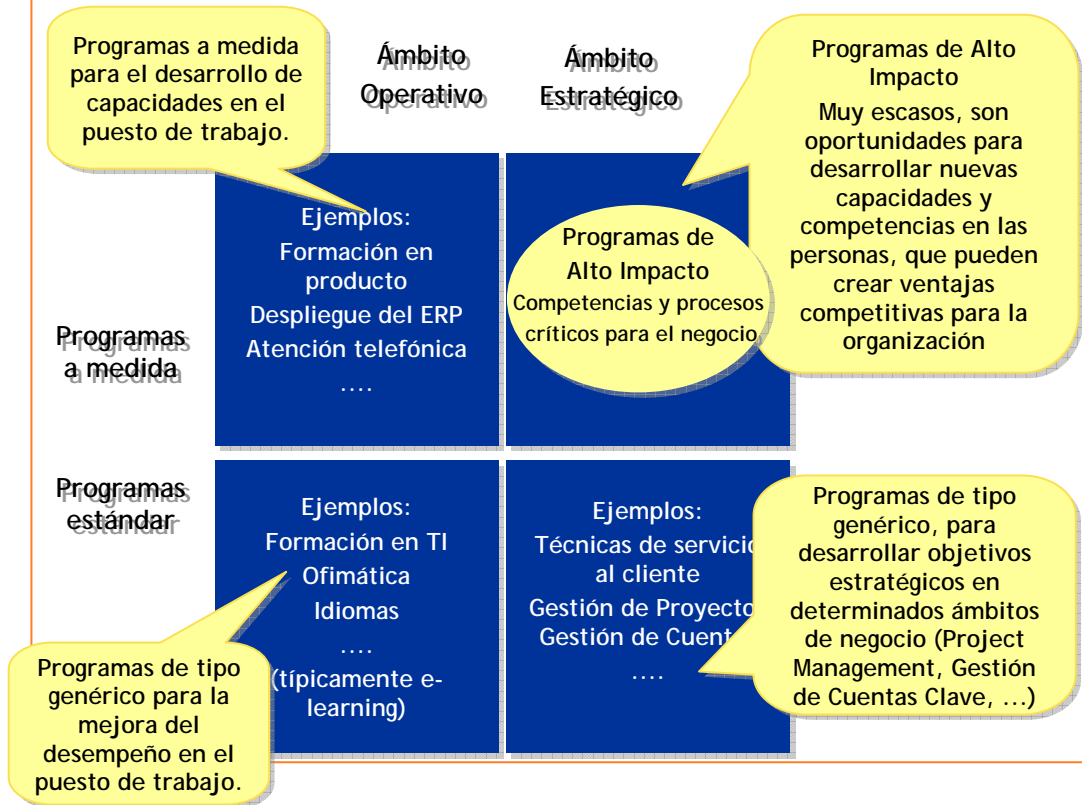 Programas a medida
para el desarrollo de
capacidades en el
puesto de trabajo.
Ámbito
Operativo
Ámbito
Estratégico
Programas de Alto
Impacto
Muy escasos, son
oportunidades para
desarrollar nuevas
capacidades y
competencias en las
personas, que pueden
crear ventajas
competitivas para la
organización
Programas
a medida
Ejemplos:
Formación en
producto
Despliegue del ERP
Atención telefónica
....
Programas de
Alto Impacto
Competencias y procesos
críticos para el negocio
Programas
estándar
Ejemplos:
Formación en TI
Ofimática
Idiomas
....
(típicamente e-
learning)
Ejemplos:
Técnicas de servicio
al cliente
Gestión de Proyecto
Gestión de Cuent
....
Programas de tipo
genérico, para
desarrollar objetivos
estratégicos en
determinados ámbitos
de negocio (Project
Management, Gestión
de Cuentas Clave, ...)
Programas de tipo
genérico para la
mejora del
desempeño en el
puesto de trabajo.